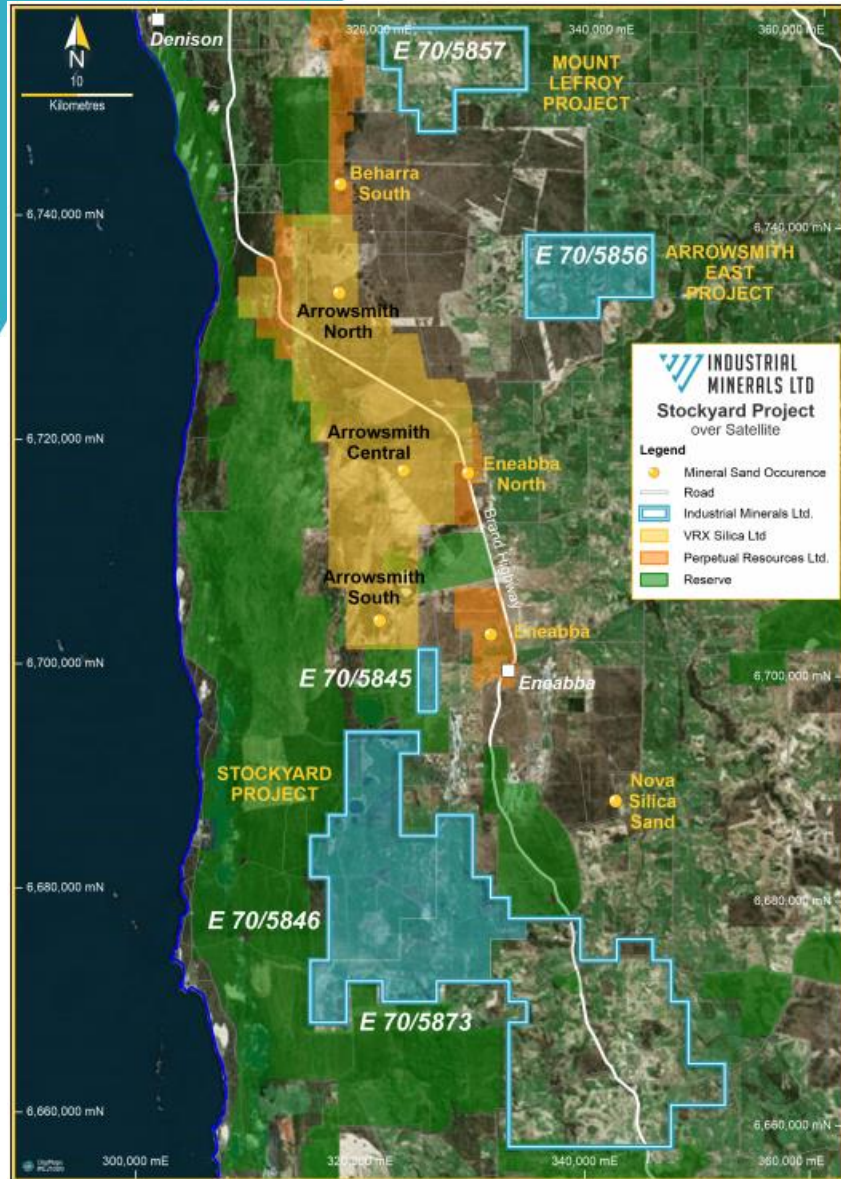 Denison
320,000 mE
340,000 mE
360,000 mE
N
10
Kilometres
E 70/5857
MOUNT
LEFROY
PROJECT
Beharra
South
6,740,000 mN
6,740,000 mN
E 70/5856
ARROWSMITH
EAST
PROJECT
Arrowsmith
North
INDUSTRIAL
MINERALS LTD
Stockyard Project
over Satellite
Legend
Mineral Sand Occurence
Road
Industrial Minerals Ltd.
VRX Silica Ltd
Perpetual Resources Ltd.
Reserve
6,720,000 mN
Arrowsmith
Central
Eneabba
North
Brand Highway
Arrowsmith
South
Eneabba
6,700,000 mN
E 70/5845
Eneabba
6,700,000 mN
STOCKYARD
PROJECT
Nova
Silica
Sand
6,680,000 mN
6,680,000 mN
E 70/5846
E 70/5873
6,660,000 mN
6,660,000 mN
300,000 mE
320,000 mE
340,000 mE
360,000 mE